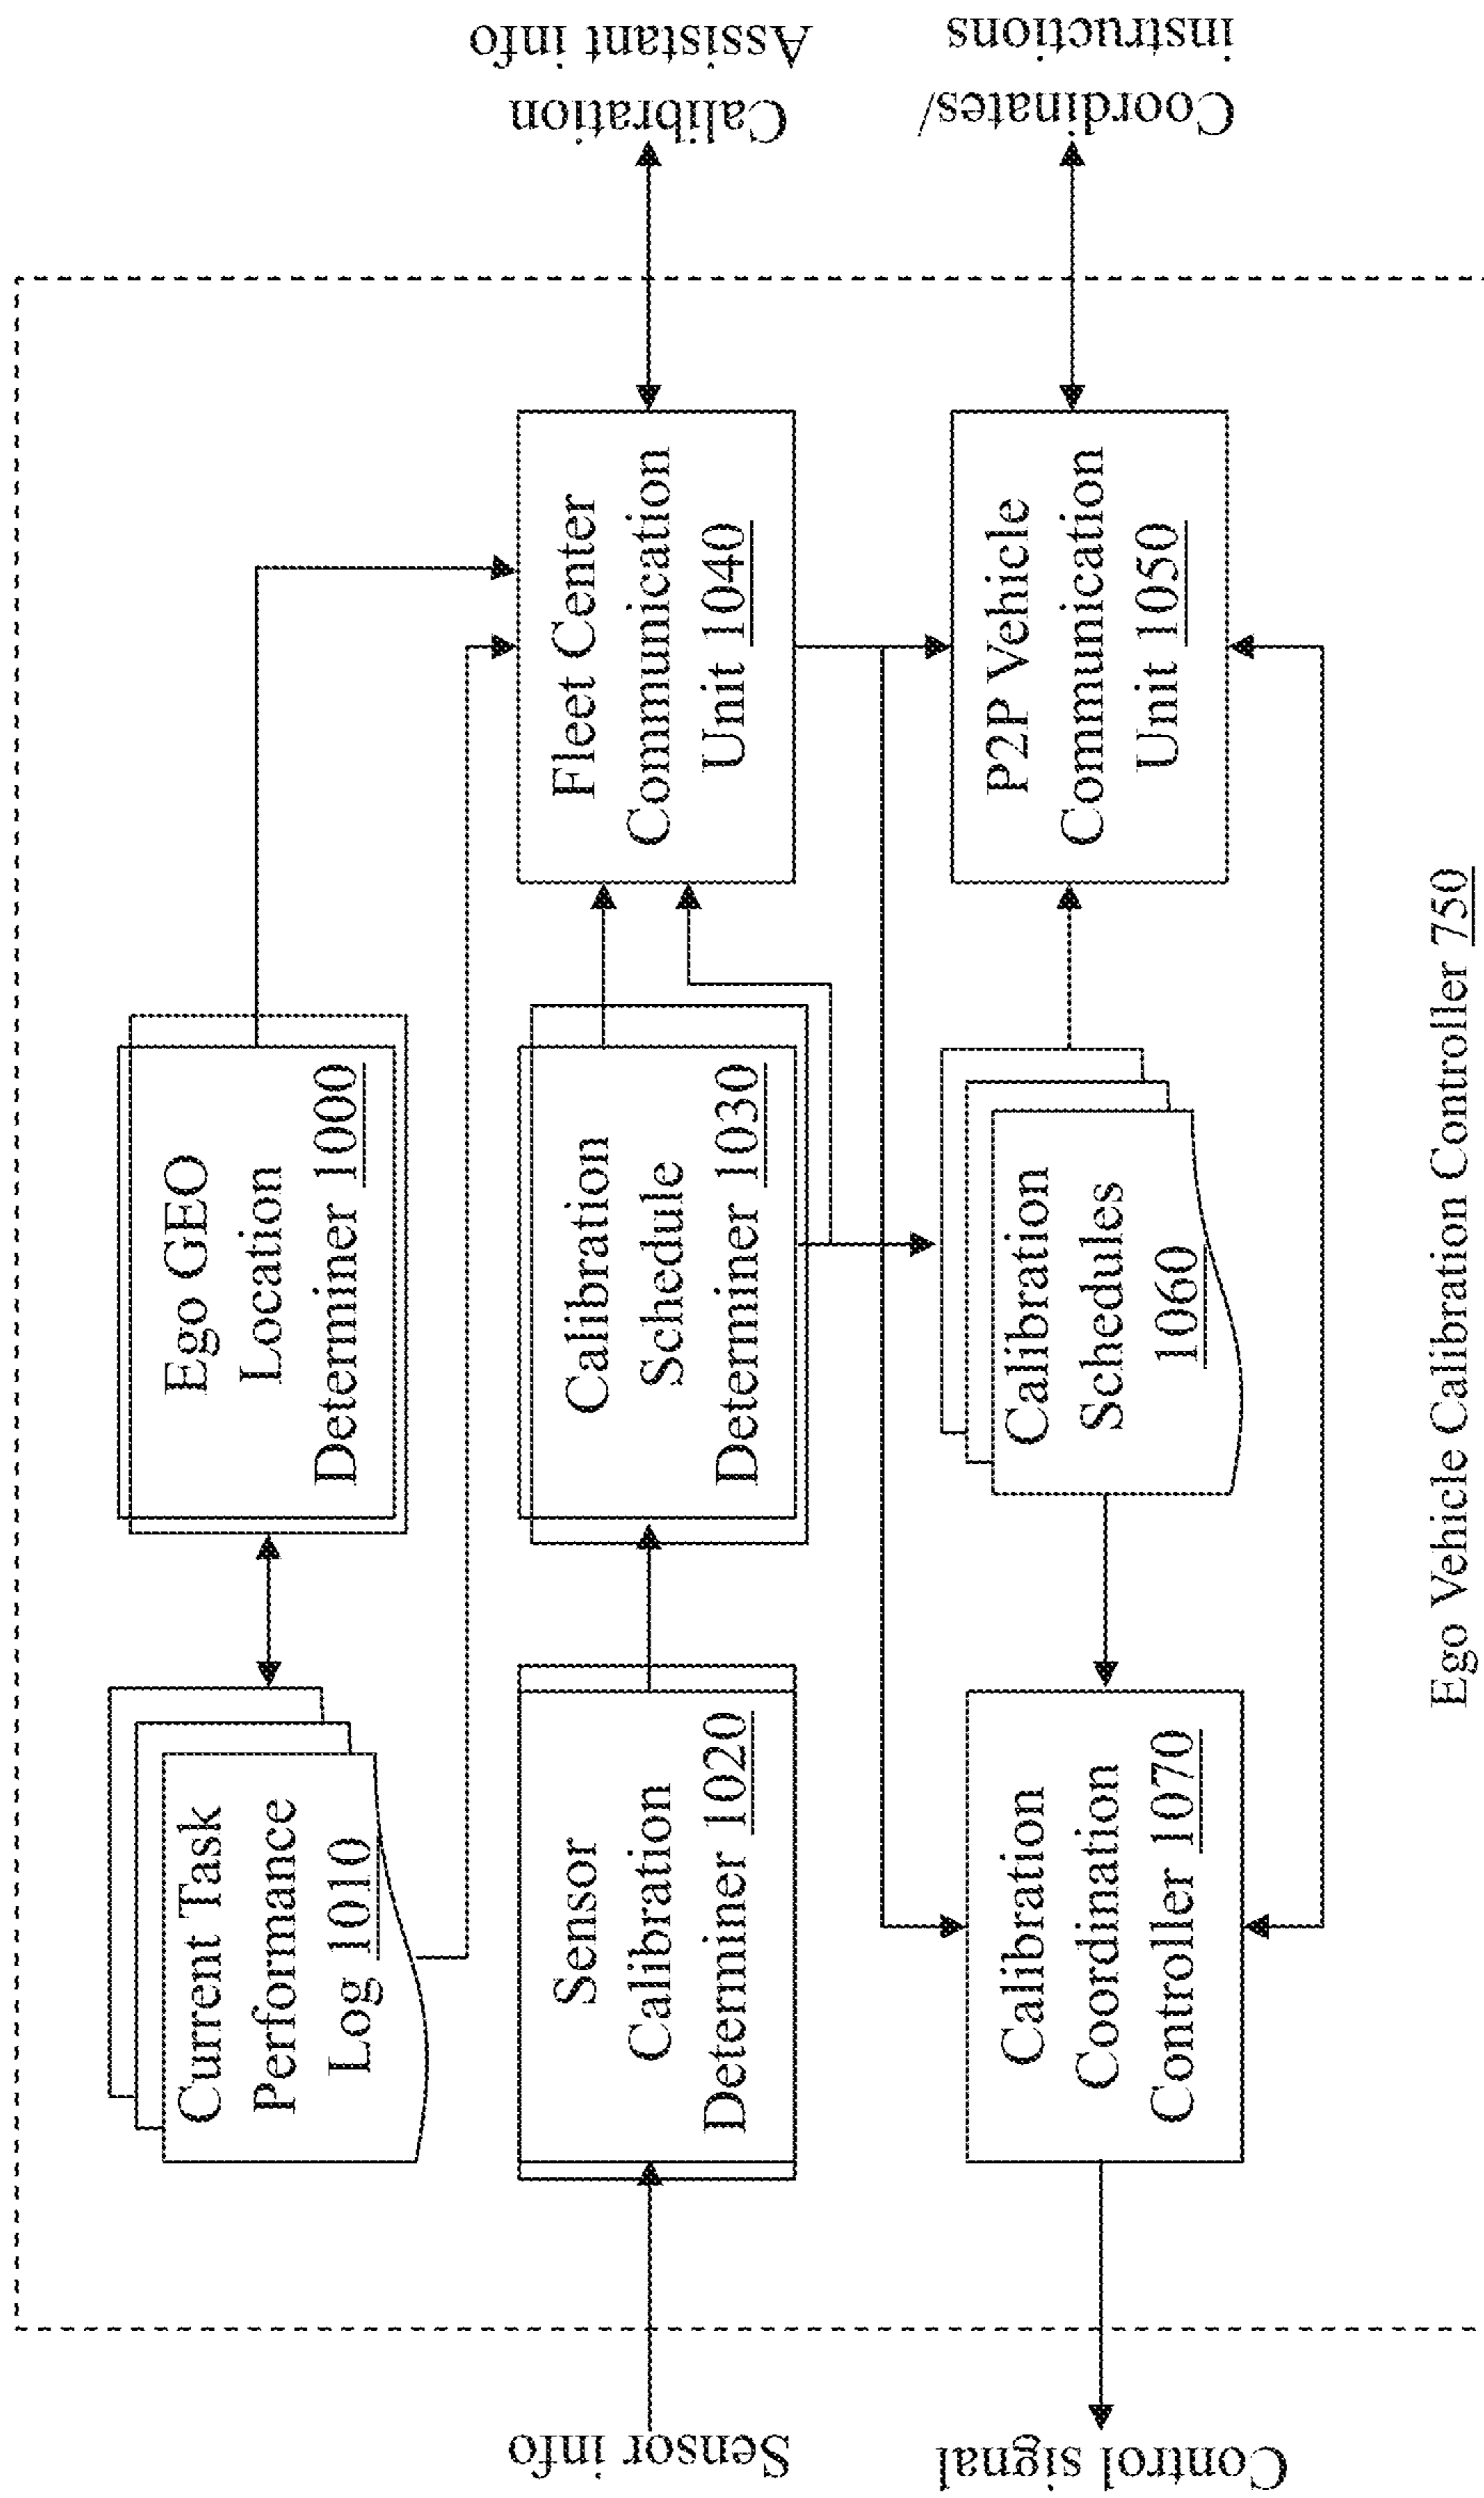 Current Task
Performance
Log 1010
Ego GEO
Location
Determiner 1000
Sensor info
Sensor
Calibration
Determiner 1020
Calibration
Schedule
Determiner 1030
Fleet Center
Communication
Unit 1040
Calibration
Assistant info
Control signal
Calibration
Coordination
Controller 1070
Calibration
Schedules
1060
P2P Vehicle
Communication
Unit 1050
Coordinates/
instructions
Ego Vehicle Calibration Controller 750